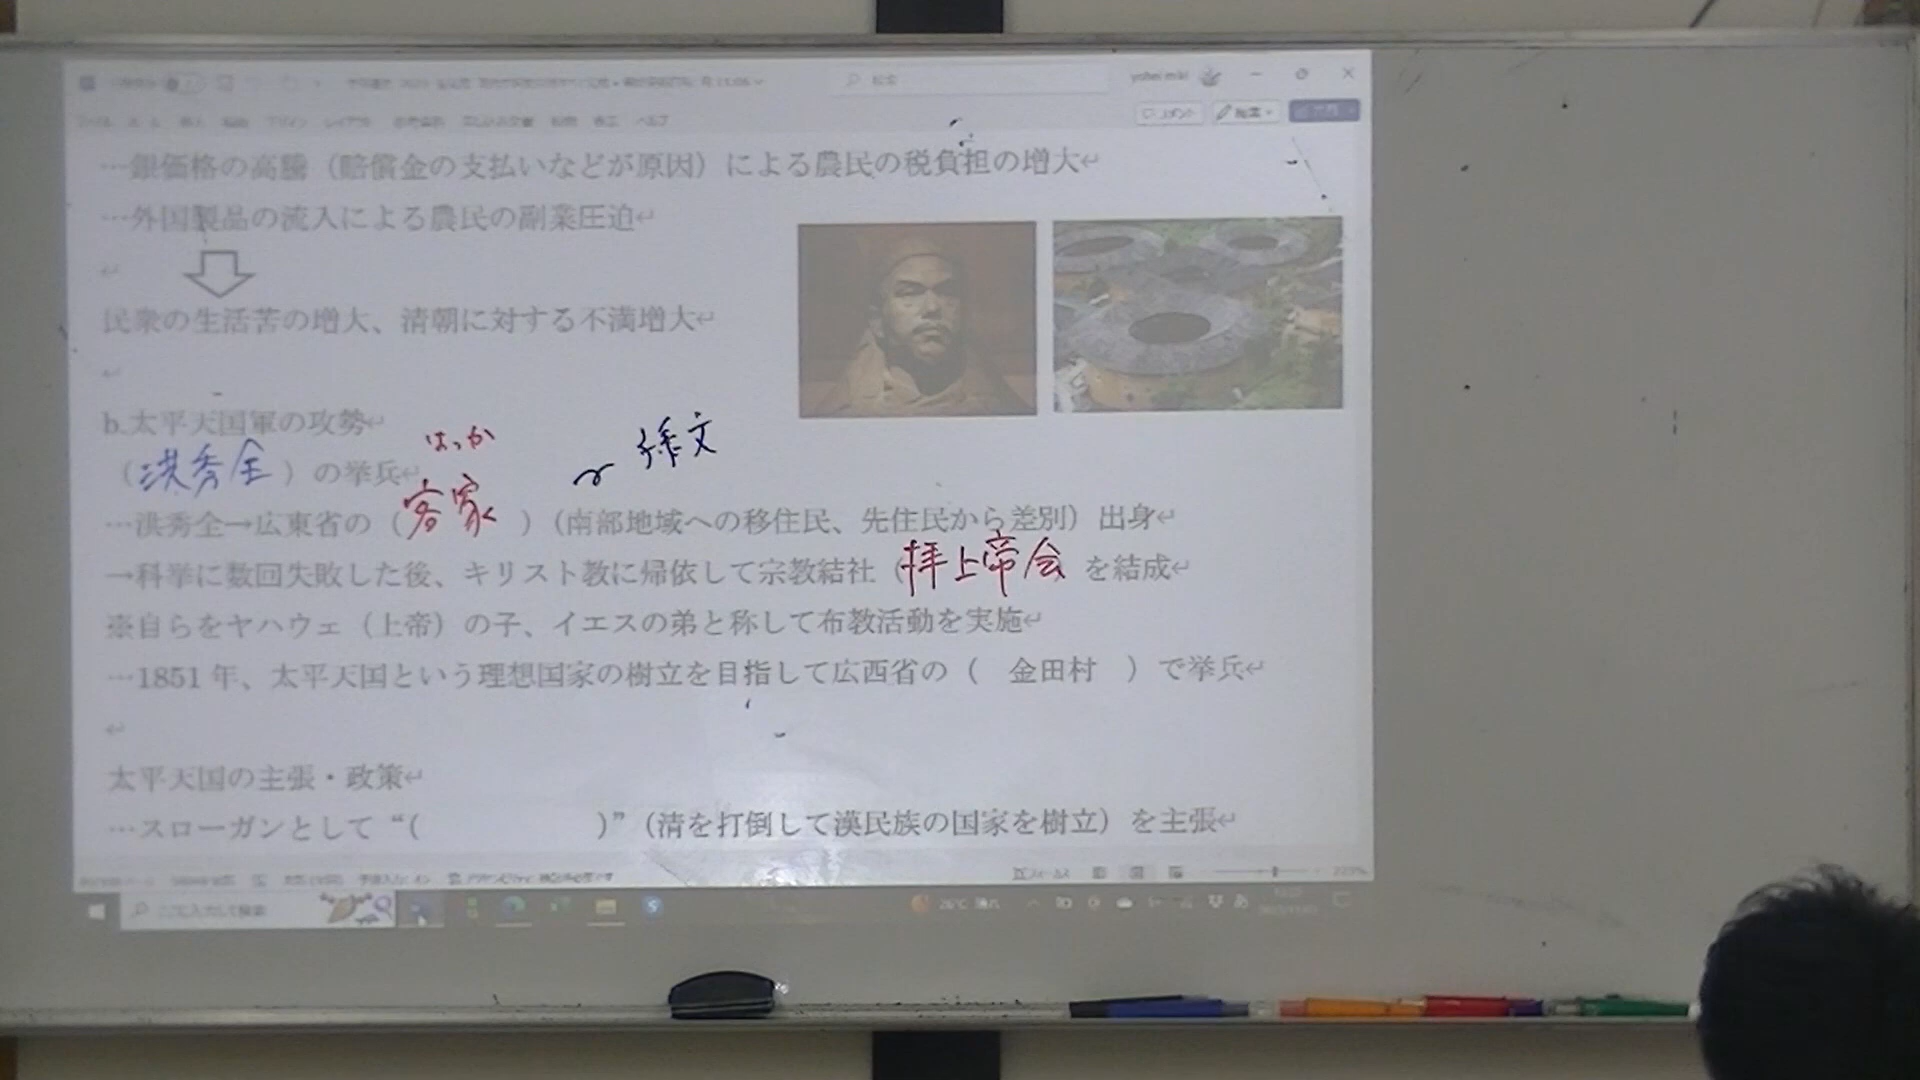 yohei miki
…銀価格の高騰（賠償金の支払いなどが原因）による農民の税負担の増大
…外国製品の流入による農民の副業圧迫
民衆の生活苦の増大、清朝に対する不満増大
b.太平天国軍の攻勢
（洪秀全）の挙兵
はっか
孫文
…洪秀全→広東省の（客家）（南部地域への移住民、先住民から差別）出身
→科挙に数回失敗した後、キリスト教に帰依して宗教結社（拝上帝会を結成
※自らをヤハウェ（上帝）の子、イエスの弟と称して布教活動を実施
…1851年、太平天国という理想国家の樹立を目指して広西省の（　金田村　）で挙兵
太平天国の主張・政策
…スローガンとして“(　　　　　)”（清を打倒して漢民族の国家を樹立）を主張
ここに入力して検索